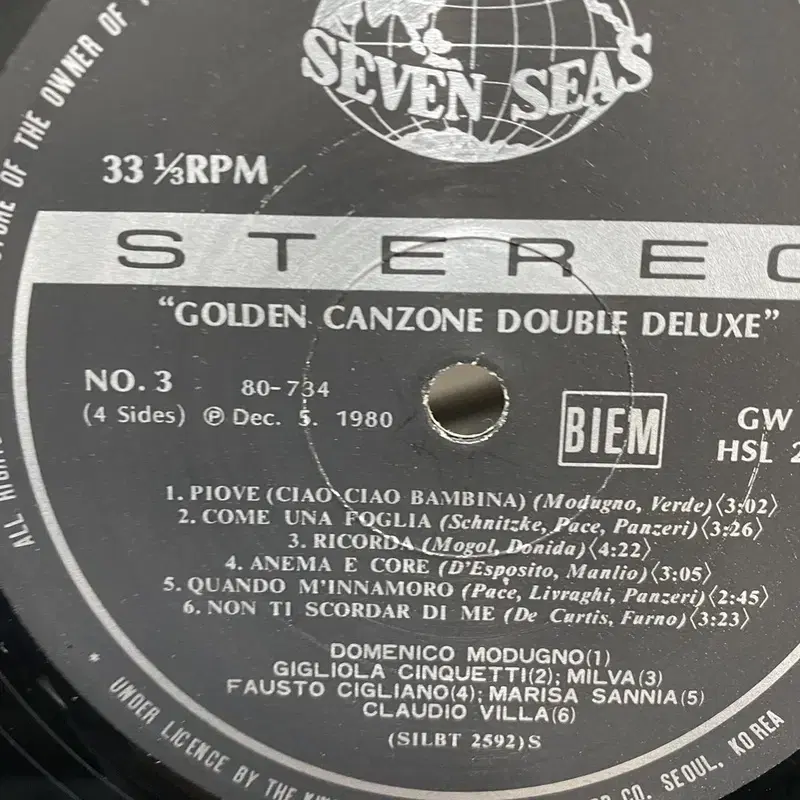 SEVEN SEAS
33 1/3 RPM
STEREO
"GOLDEN CANZONE DOUBLE DELUXE"
NO. 3 80-734
(4 Sides) ℗ Dec. 5. 1980
BIEM
GW
HSL 2
1. PIOVE (CIAO CIAO BAMBINA) (Modugno, Verde) ⟨3:02⟩
2. COME UNA FOGLIA (Schnitzke, Pace, Panzeri) ⟨3:26⟩
3. RICORDA (Mogol, Donida) ⟨4:22⟩
4. ANEMA E CORE (D'Esposito, Manlio) ⟨3:05⟩
5. QUANDO M'INNAMORO (Pace, Livraghi, Panzeri) ⟨2:45⟩
6. NON TI SCORDAR DI ME (De Curtis, Furno) ⟨3:23⟩
DOMENICO MODUGNO(1)
GIGLIOLA CINQUETTI(2); MILVA(3)
FAUSTO CIGLIANO(4); MARISA SANNIA(5)
CLAUDIO VILLA(6)
(SILBT 2592) S
ALL
OF THE OWNER OF
* UNDER LICENCE BY THE
CO. SEOUL, KOREA